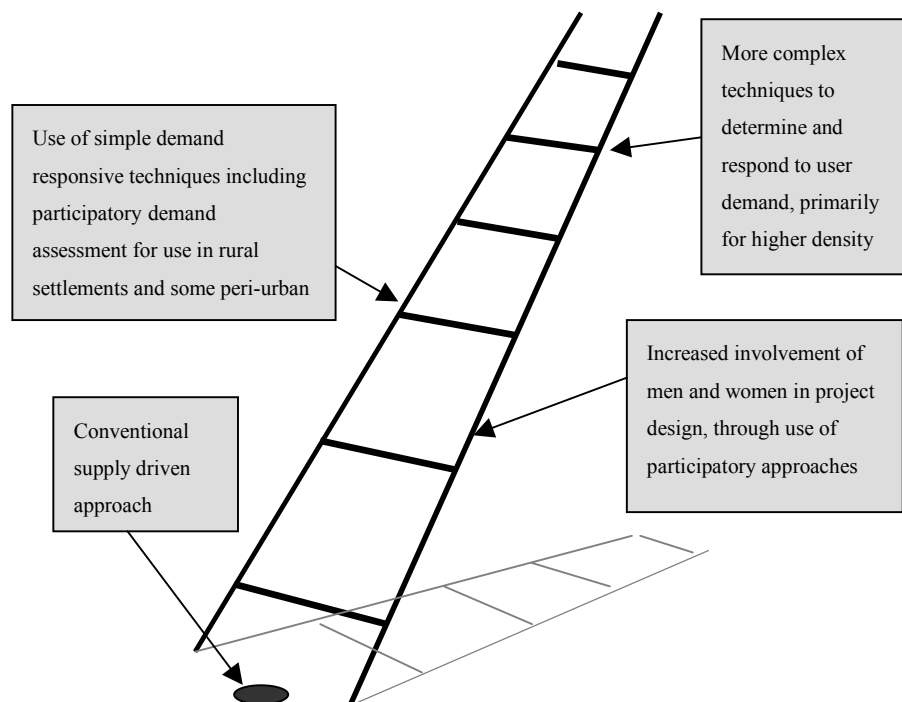 More complex
techniques to
determine and
respond to user
demand, primarily
for higher density
Use of simple demand
responsive techniques including
participatory demand
assessment for use in rural
settlements and some peri-urban
Increased involvement of
men and women in project
design, through use of
participatory approaches
Conventional
supply driven
approach